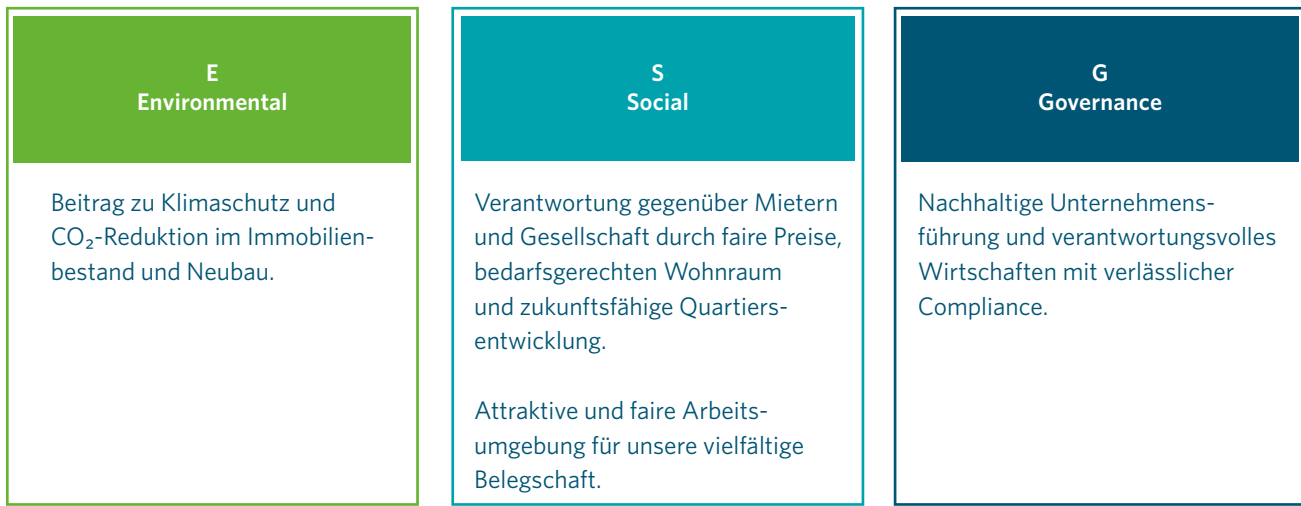 E
Environmental
Beitrag zu Klimaschutz und
CO₂-Reduktion im Immobilien-
bestand und Neubau.
S
Social
Verantwortung gegenüber Mietern
und Gesellschaft durch faire Preise,
bedarfsgerechten Wohnraum
und zukunftsfähige Quartiers-
entwicklung.
Attraktive und faire Arbeits-
umgebung für unsere vielfältige
Belegschaft.
G
Governance
Nachhaltige Unternehmens-
führung und verantwortungsvolles
Wirtschaften mit verlässlicher
Compliance.